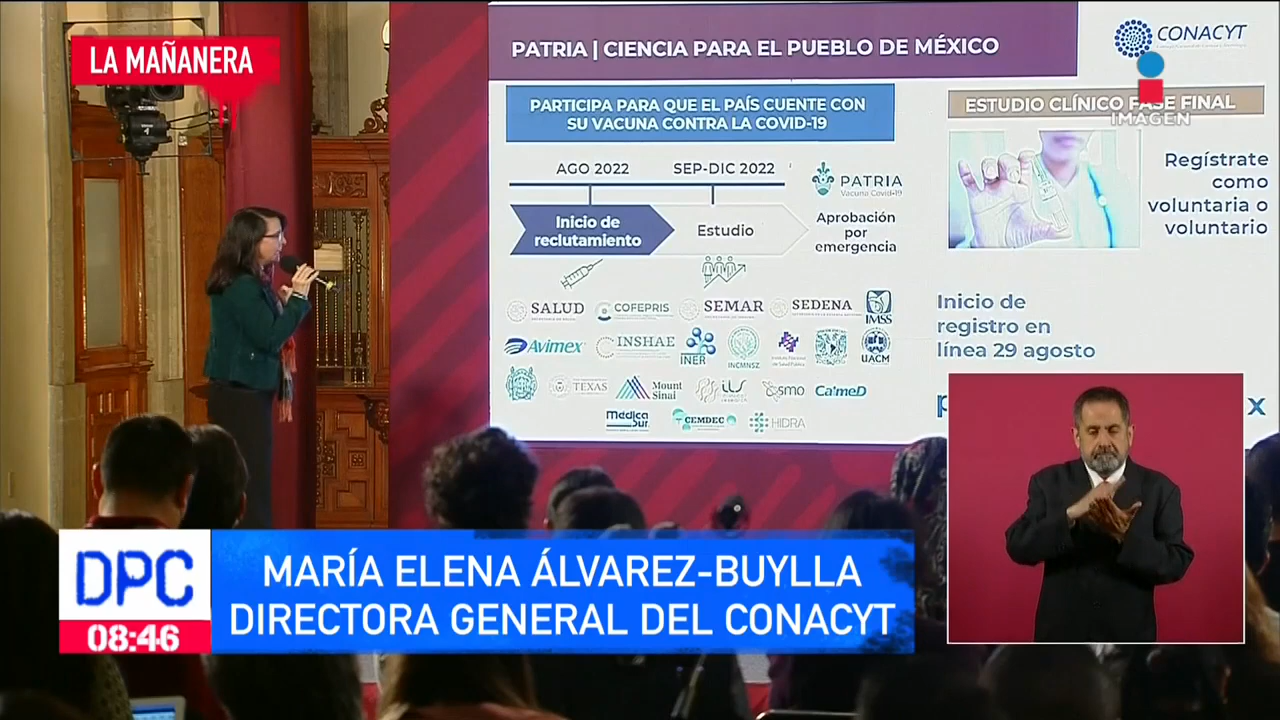 LA MAÑANERA
PATRIA | CIENCIA PARA EL PUEBLO DE MÉXICO
CONACYT
IMAGEN
PARTICIPA PARA QUE EL PAÍS CUENTE CON
SU VACUNA CONTRA LA COVID-19
ESTUDIO CLÍNICO FASE FINAL
AGO 2022
SEP-DIC 2022
PATRIA
Vacuna Covid-19
Inicio de
reclutamiento
Estudio
Aprobación
por
emergencia
Regístrate
como
voluntaria o
voluntario
SALUD
COFEPRIS
SEMAR
SEDENA
IMSS
Avimex
INSHAE
INER
INCMNSZ
UACM
TEXAS
Mount
Sinai
ils
CaiMeD
Médica
Sur
CEMDEC
HIDRA
Inicio de
registro en
línea 29 agosto
DPC
08:46
MARÍA ELENA ÁLVAREZ-BUYLLA
DIRECTORA GENERAL DEL CONACYT